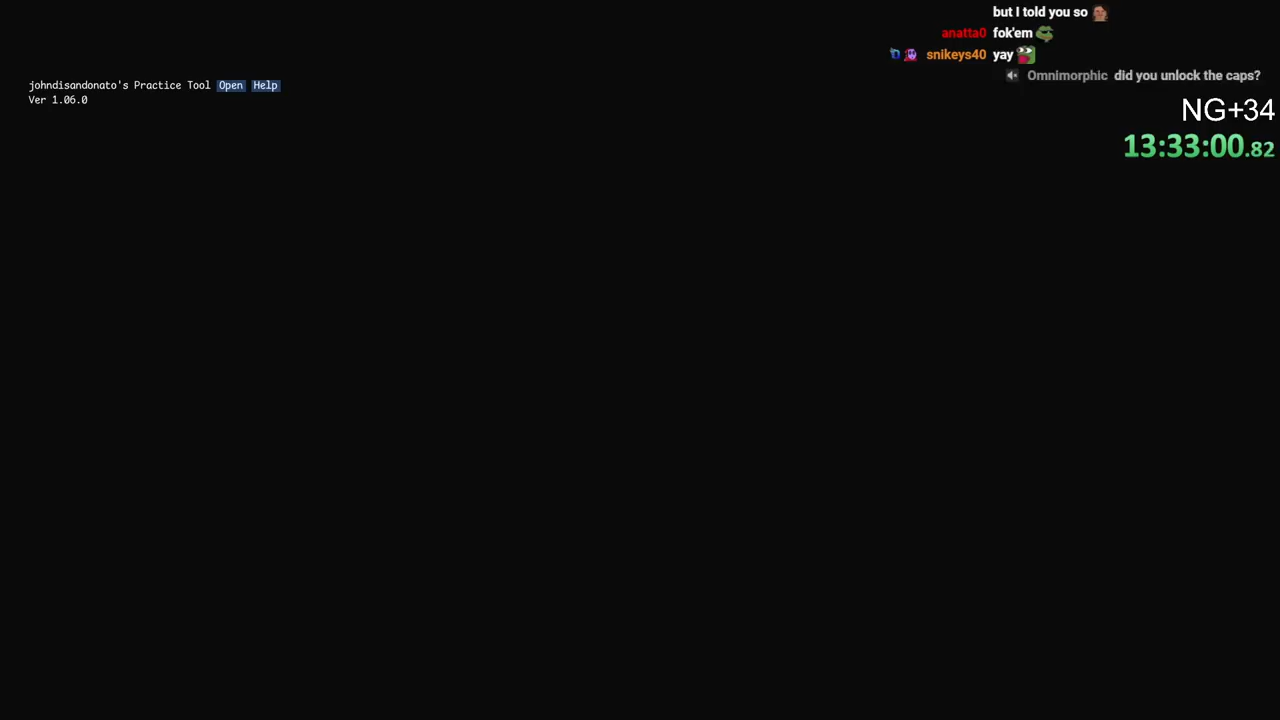 but I told you so
anatta0 fok'em
snikeys40 yay
Omnimorphic did you unlock the caps?
johndisandonato's Practice Tool Open Help
Ver 1.06.0
NG+34
13:33:00.82